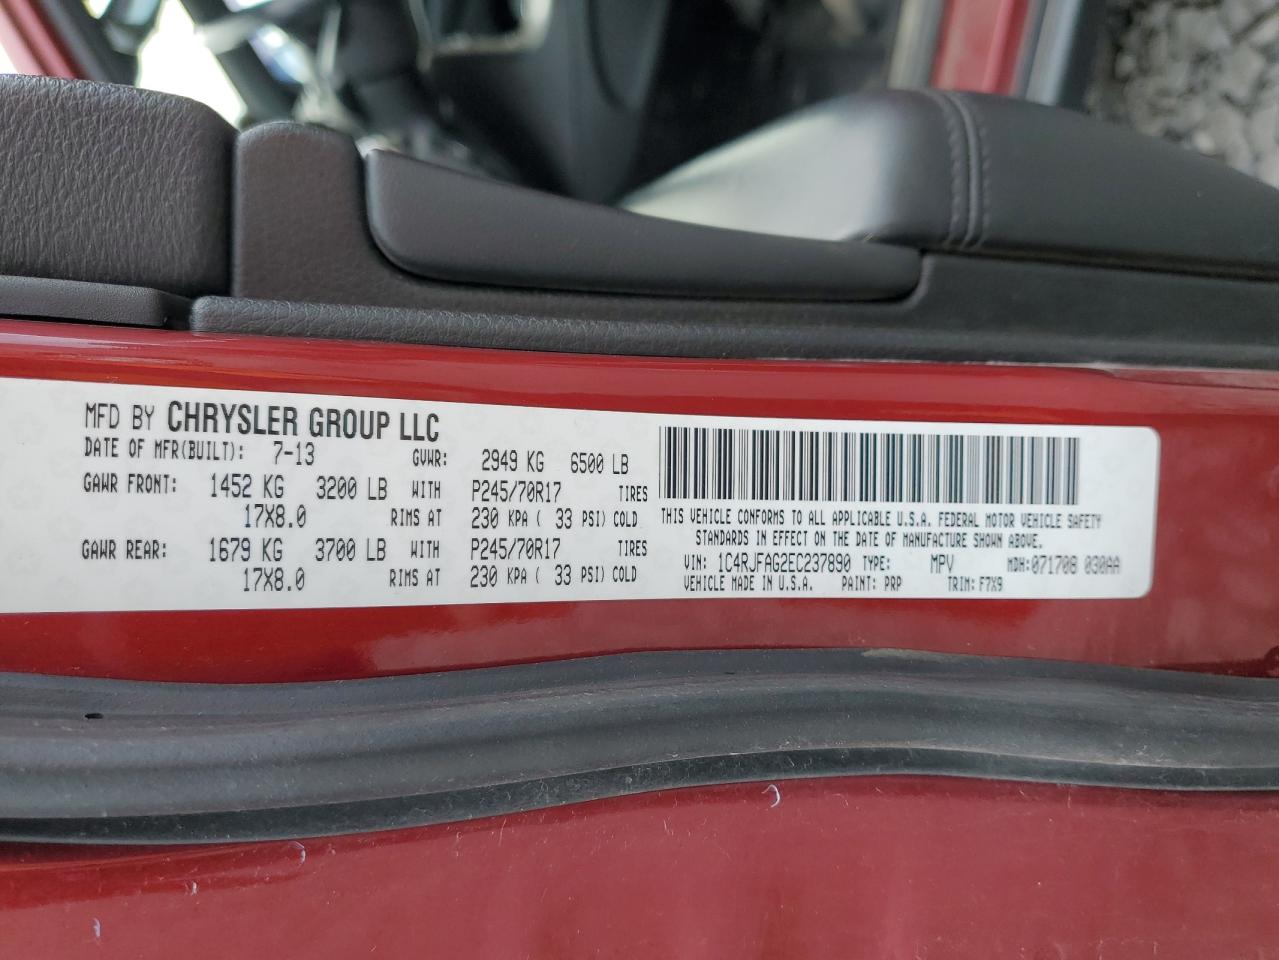 MFD BY CHRYSLER GROUP LLC
DATE OF MFR(BUILT): 7-13 GVWR: 2949 KG 6500 LB
GAWR FRONT: 1452 KG 3200 LB WITH P245/70R17 TIRES
17X8.0 RIMS AT 230 KPA ( 33 PSI) COLD
GAWR REAR: 1679 KG 3700 LB WITH P245/70R17 TIRES
17X8.0 RIMS AT 230 KPA ( 33 PSI) COLD
THIS VEHICLE CONFORMS TO ALL APPLICABLE U.S.A. FEDERAL MOTOR VEHICLE SAFETY
STANDARDS IN EFFECT ON THE DATE OF MANUFACTURE SHOWN ABOVE.
VIN: 1C4RJFAG2EC237890 TYPE: MPV MDH:071708 030AA
VEHICLE MADE IN U.S.A. PAINT: PRP TRIM: F7X9